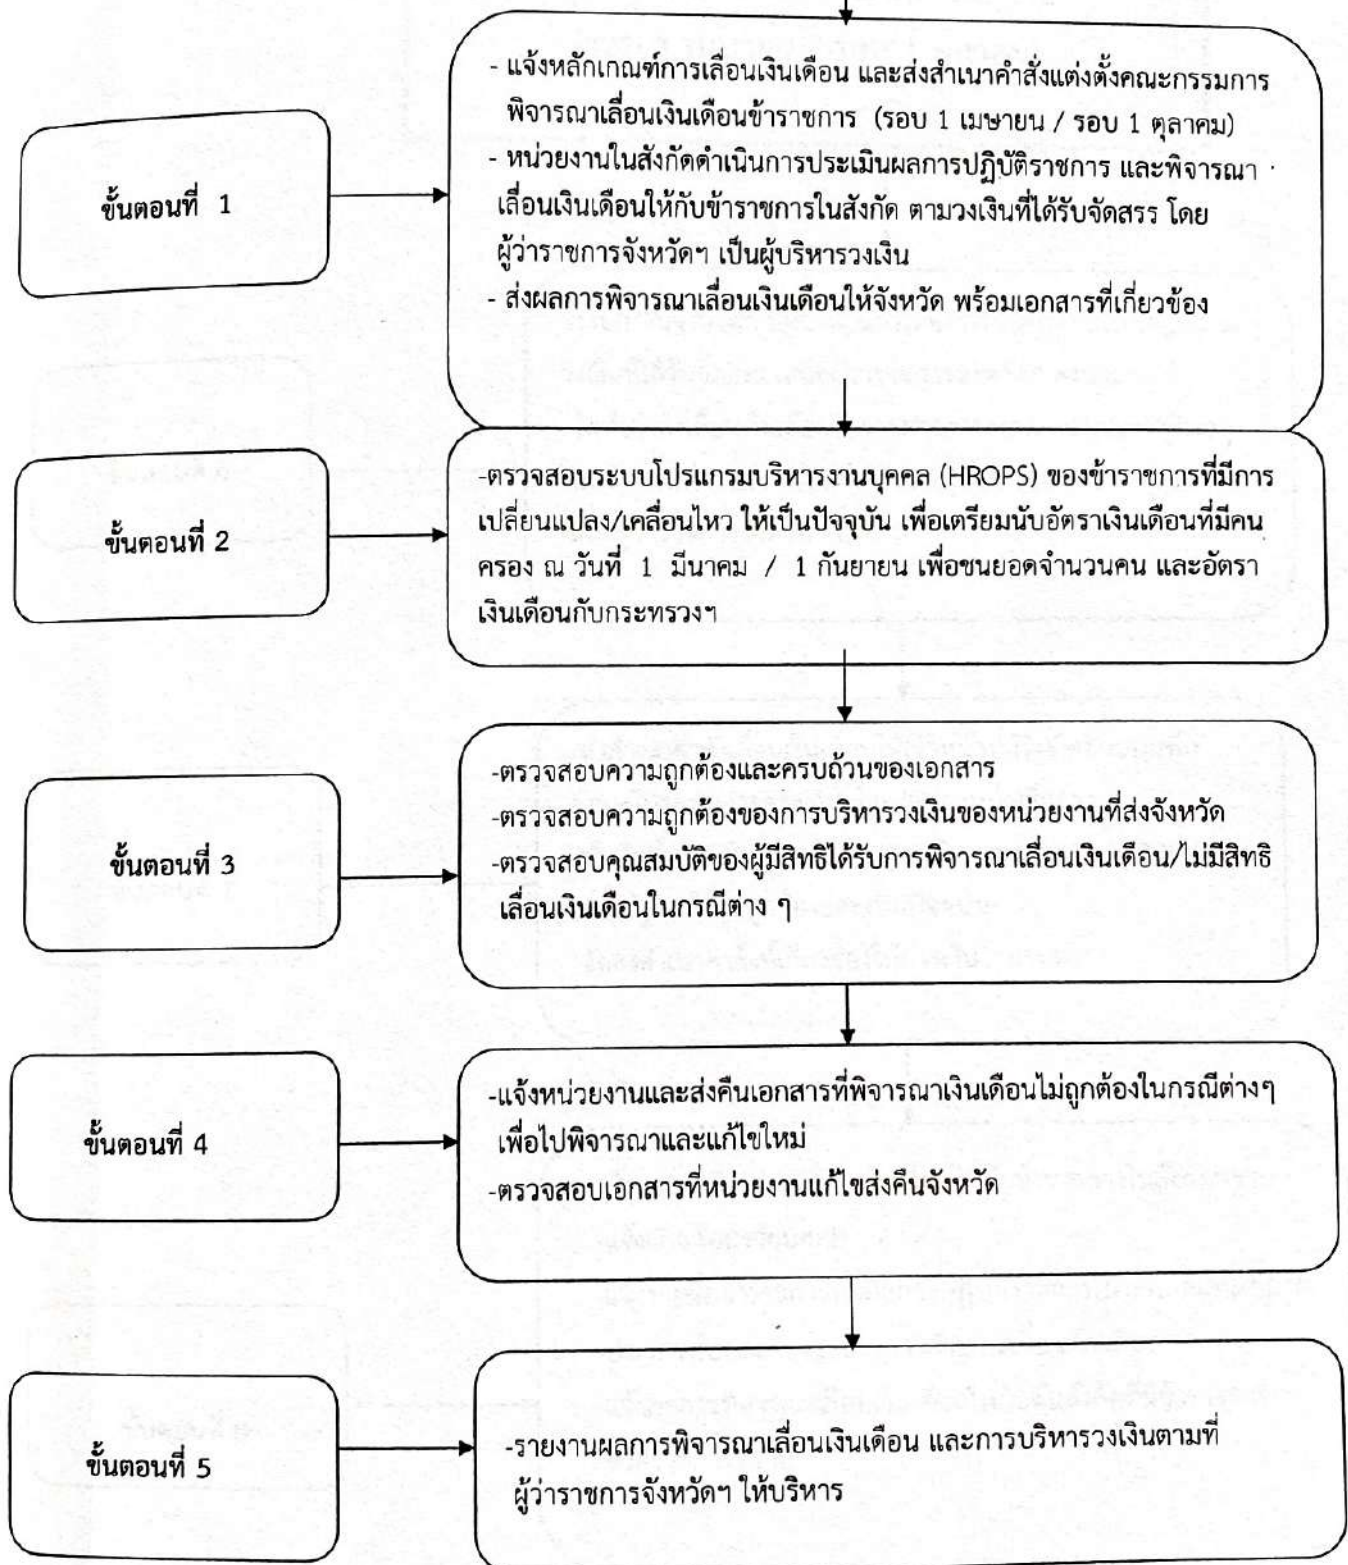 ขั้นตอนที่ 1
- แจ้งหลักเกณฑ์การเลื่อนเงินเดือน และส่งสำเนาคำสั่งแต่งตั้งคณะกรรมการ
พิจารณาเลื่อนเงินเดือนข้าราชการ (รอบ 1 เมษายน / รอบ 1 ตุลาคม)
- หน่วยงานในสังกัดดำเนินการประเมินผลการปฏิบัติราชการ และพิจารณา
เลื่อนเงินเดือนให้กับข้าราชการในสังกัด ตามวงเงินที่ได้รับจัดสรร โดย
ผู้ว่าราชการจังหวัดฯ เป็นผู้บริหารวงเงิน
- ส่งผลการพิจารณาเลื่อนเงินเดือนให้จังหวัด พร้อมเอกสารที่เกี่ยวข้อง
ขั้นตอนที่ 2
-ตรวจสอบระบบโปรแกรมบริหารงานบุคคล (HROPS) ของข้าราชการที่มีการ
เปลี่ยนแปลง/เคลื่อนไหว ให้เป็นปัจจุบัน เพื่อเตรียมนับอัตราเงินเดือนที่มีคน
ครอง ณ วันที่ 1 มีนาคม / 1 กันยายน เพื่อชนยอดจำนวนคน และอัตรา
เงินเดือนกับกระทรวงฯ
ขั้นตอนที่ 3
-ตรวจสอบความถูกต้องและครบถ้วนของเอกสาร
-ตรวจสอบความถูกต้องของการบริหารวงเงินของหน่วยงานที่ส่งจังหวัด
-ตรวจสอบคุณสมบัติของผู้มีสิทธิได้รับการพิจารณาเลื่อนเงินเดือน/ไม่มีสิทธิ
เลื่อนเงินเดือนในกรณีต่าง ๆ
ขั้นตอนที่ 4
-แจ้งหน่วยงานและส่งคืนเอกสารที่พิจารณาเงินเดือนไม่ถูกต้องในกรณีต่างๆ
เพื่อไปพิจารณาและแก้ไขใหม่
-ตรวจสอบเอกสารที่หน่วยงานแก้ไขส่งคืนจังหวัด
ขั้นตอนที่ 5
-รายงานผลการพิจารณาเลื่อนเงินเดือน และการบริหารวงเงินตามที่
ผู้ว่าราชการจังหวัดฯ ให้บริหาร